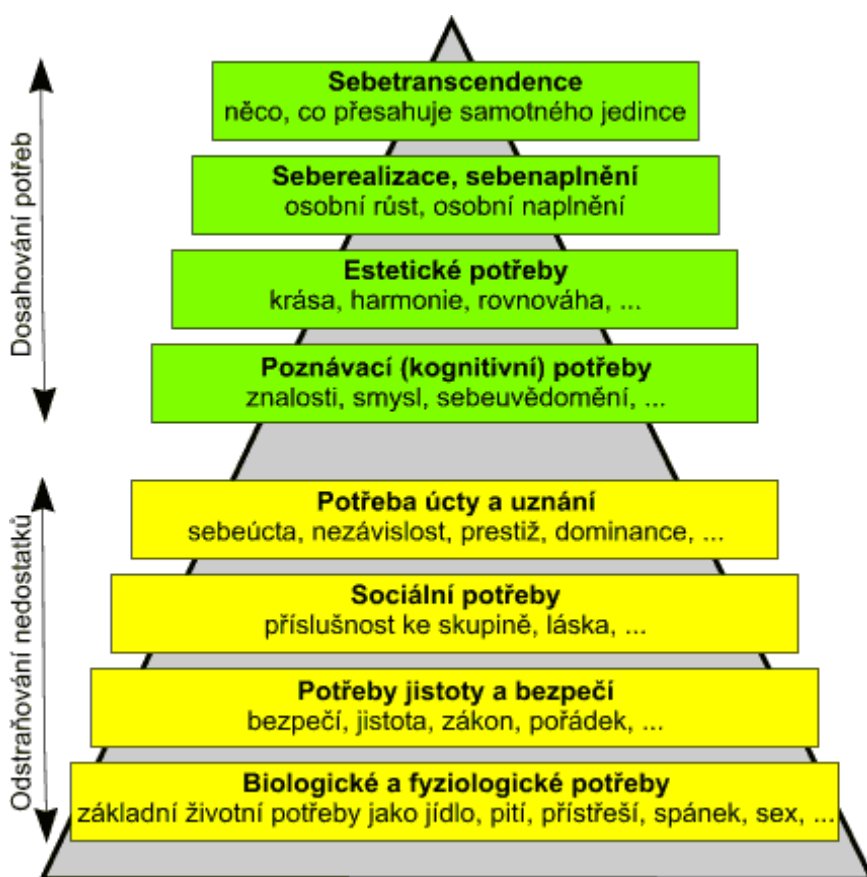 Dosahování potřeb
Sebetranscendence
něco, co přesahuje samotného jedince
Seberealizace, sebenaplnění
osobní růst, osobní naplnění
Estetické potřeby
krása, harmonie, rovnováha, ...
Poznávací (kognitivní) potřeby
znalosti, smysl, sebeuvědomění, ...
Odstraňování nedostatků
Potřeba úcty a uznání
sebeúcta, nezávislost, prestiž, dominance, ...
Sociální potřeby
příslušnost ke skupině, láska, ...
Potřeby jistoty a bezpečí
bezpečí, jistota, zákon, pořádek, ...
Biologické a fyziologické potřeby
základní životní potřeby jako jídlo, pití, přístřeší, spánek, sex, ...